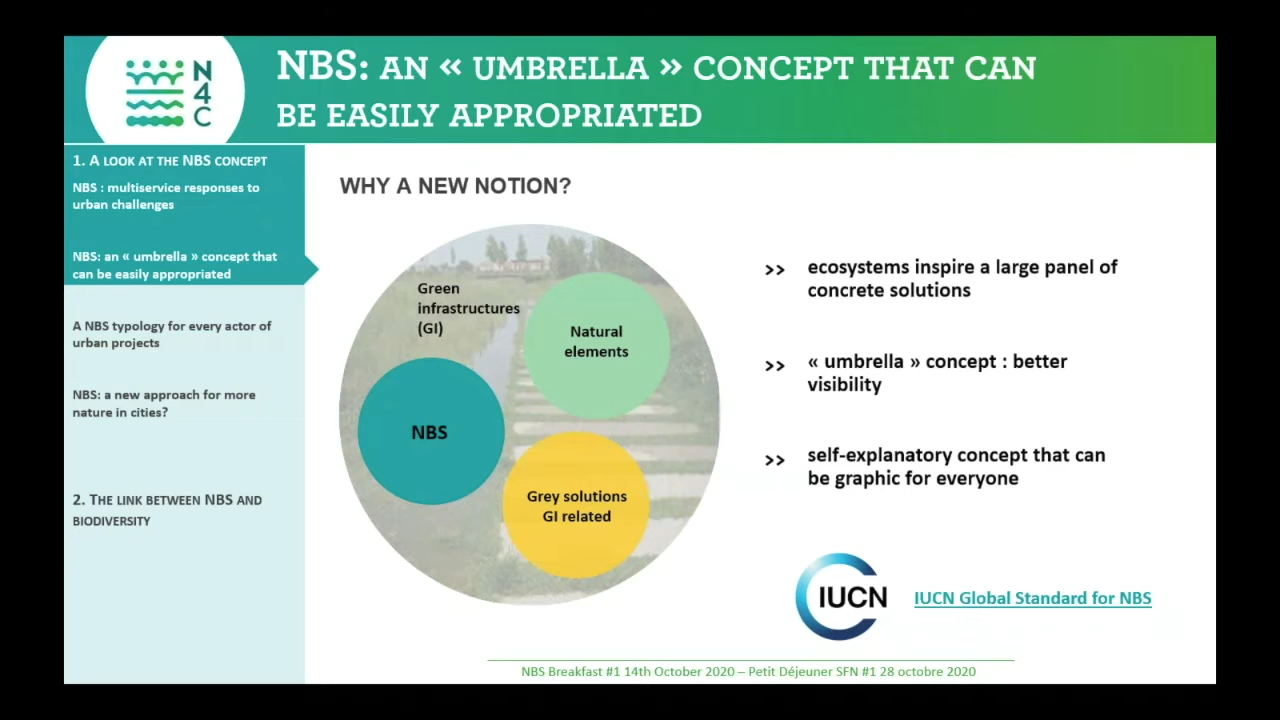 N
4
C
NBS: AN « UMBRELLA » CONCEPT THAT CAN
BE EASILY APPROPRIATED
1. A LOOK AT THE NBS CONCEPT
NBS : multiservice responses to
urban challenges
NBS: an « umbrella » concept that
can be easily appropriated
A NBS typology for every actor of
urban projects
NBS: a new approach for more
nature in cities?
2. THE LINK BETWEEN NBS AND
BIODIVERSITY
WHY A NEW NOTION?
Green
infrastructures
(GI)
Natural
elements
NBS
Grey solutions
GI related
>> ecosystems inspire a large panel of
concrete solutions
>> « umbrella » concept : better
visibility
>> self-explanatory concept that can
be graphic for everyone
IUCN
IUCN Global Standard for NBS
NBS Breakfast #1 14th October 2020 – Petit Déjeuner SFN #1 28 octobre 2020